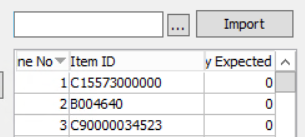 ... Import
ne No Item ID y Expected
1 C15573000000 0
2 B004640 0
3 C90000034523 0